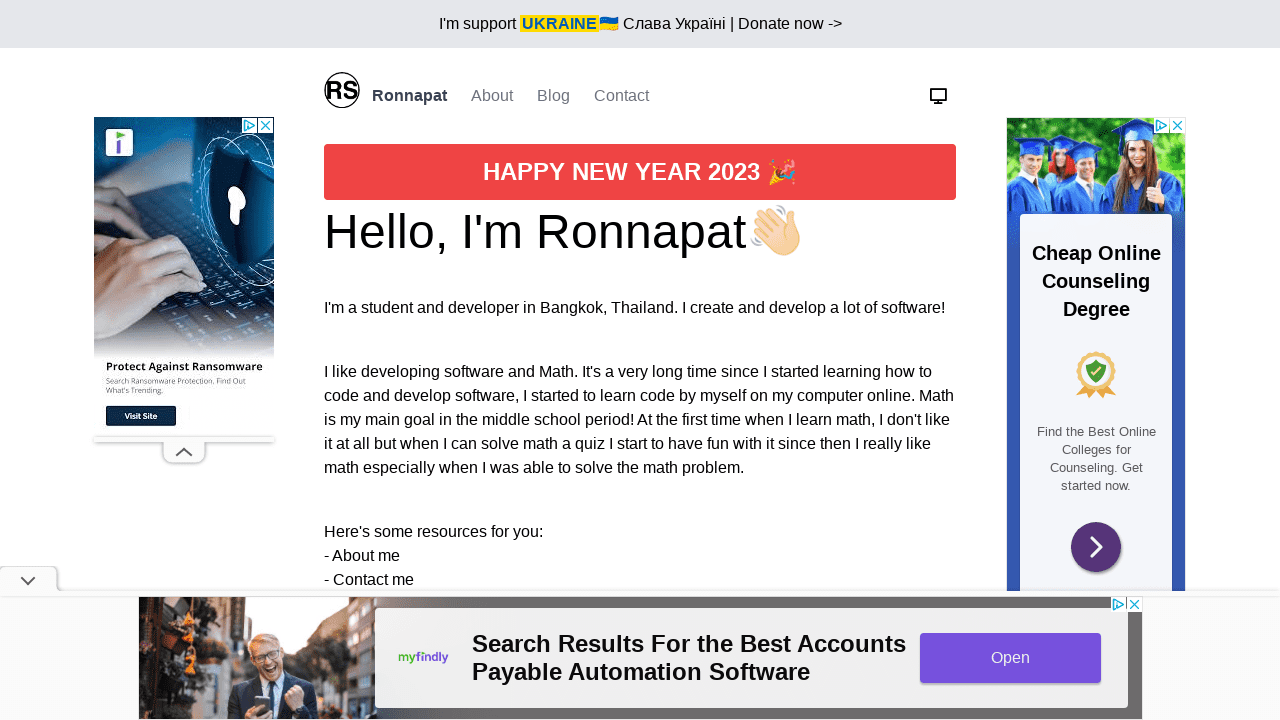 I'm support UKRAINE🇺🇦 Слава Україні | Donate now ->
RS Ronnapat About Blog Contact
HAPPY NEW YEAR 2023 🎉
Hello, I'm Ronnapat👋🏻
I'm a student and developer in Bangkok, Thailand. I create and develop a lot of software!
I like developing software and Math. It's a very long time since I started learning how to
code and develop software, I started to learn code by myself on my computer online. Math
is my main goal in the middle school period! At the first time when I learn math, I don't like
it at all but when I can solve math a quiz I start to have fun with it since then I really like
math especially when I was able to solve the math problem.
Here's some resources for you:
- About me
- Contact me
Protect Against Ransomware
Search Ransomware Protection. Find Out
What's Trending.
Visit Site
Cheap Online
Counseling
Degree
Find the Best Online
Colleges for
Counseling. Get
started now.
myfindly
Search Results For the Best Accounts
Payable Automation Software
Open